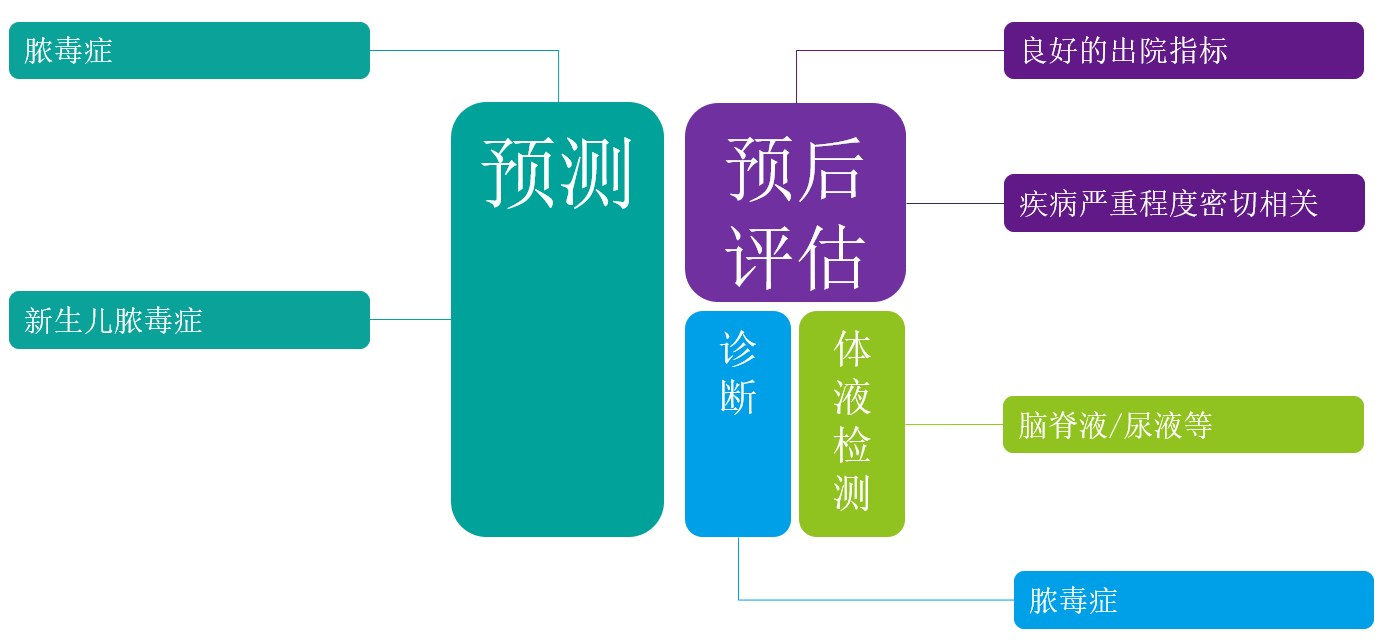 脓毒症
新生儿脓毒症
预测
预后
评估
诊
断
体
液
检
测
良好的出院指标
疾病严重程度密切相关
脑脊液/尿液等
脓毒症